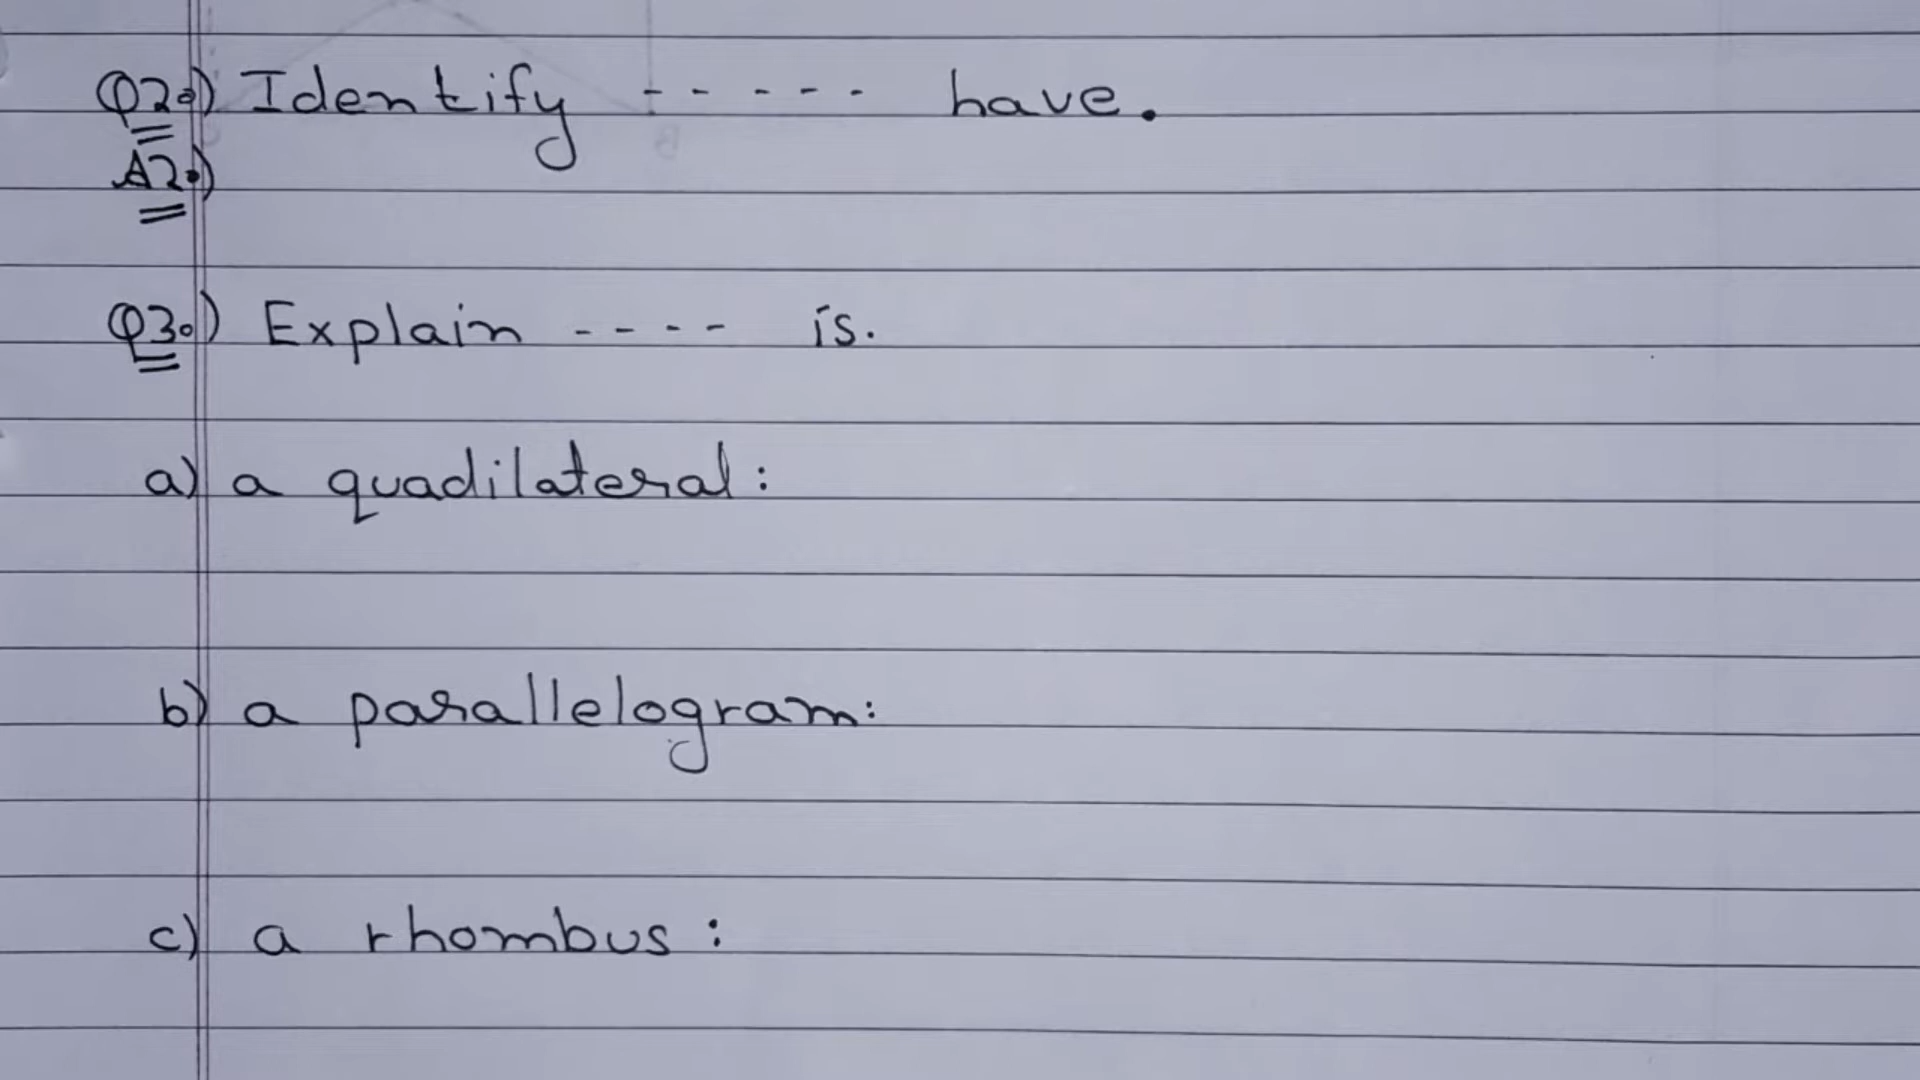 Q2.) Identify ----- have.
A2.)
Q3.) Explain ---- is.
a) a quadilateral:
b) a parallelogram:
c) a rhombus: